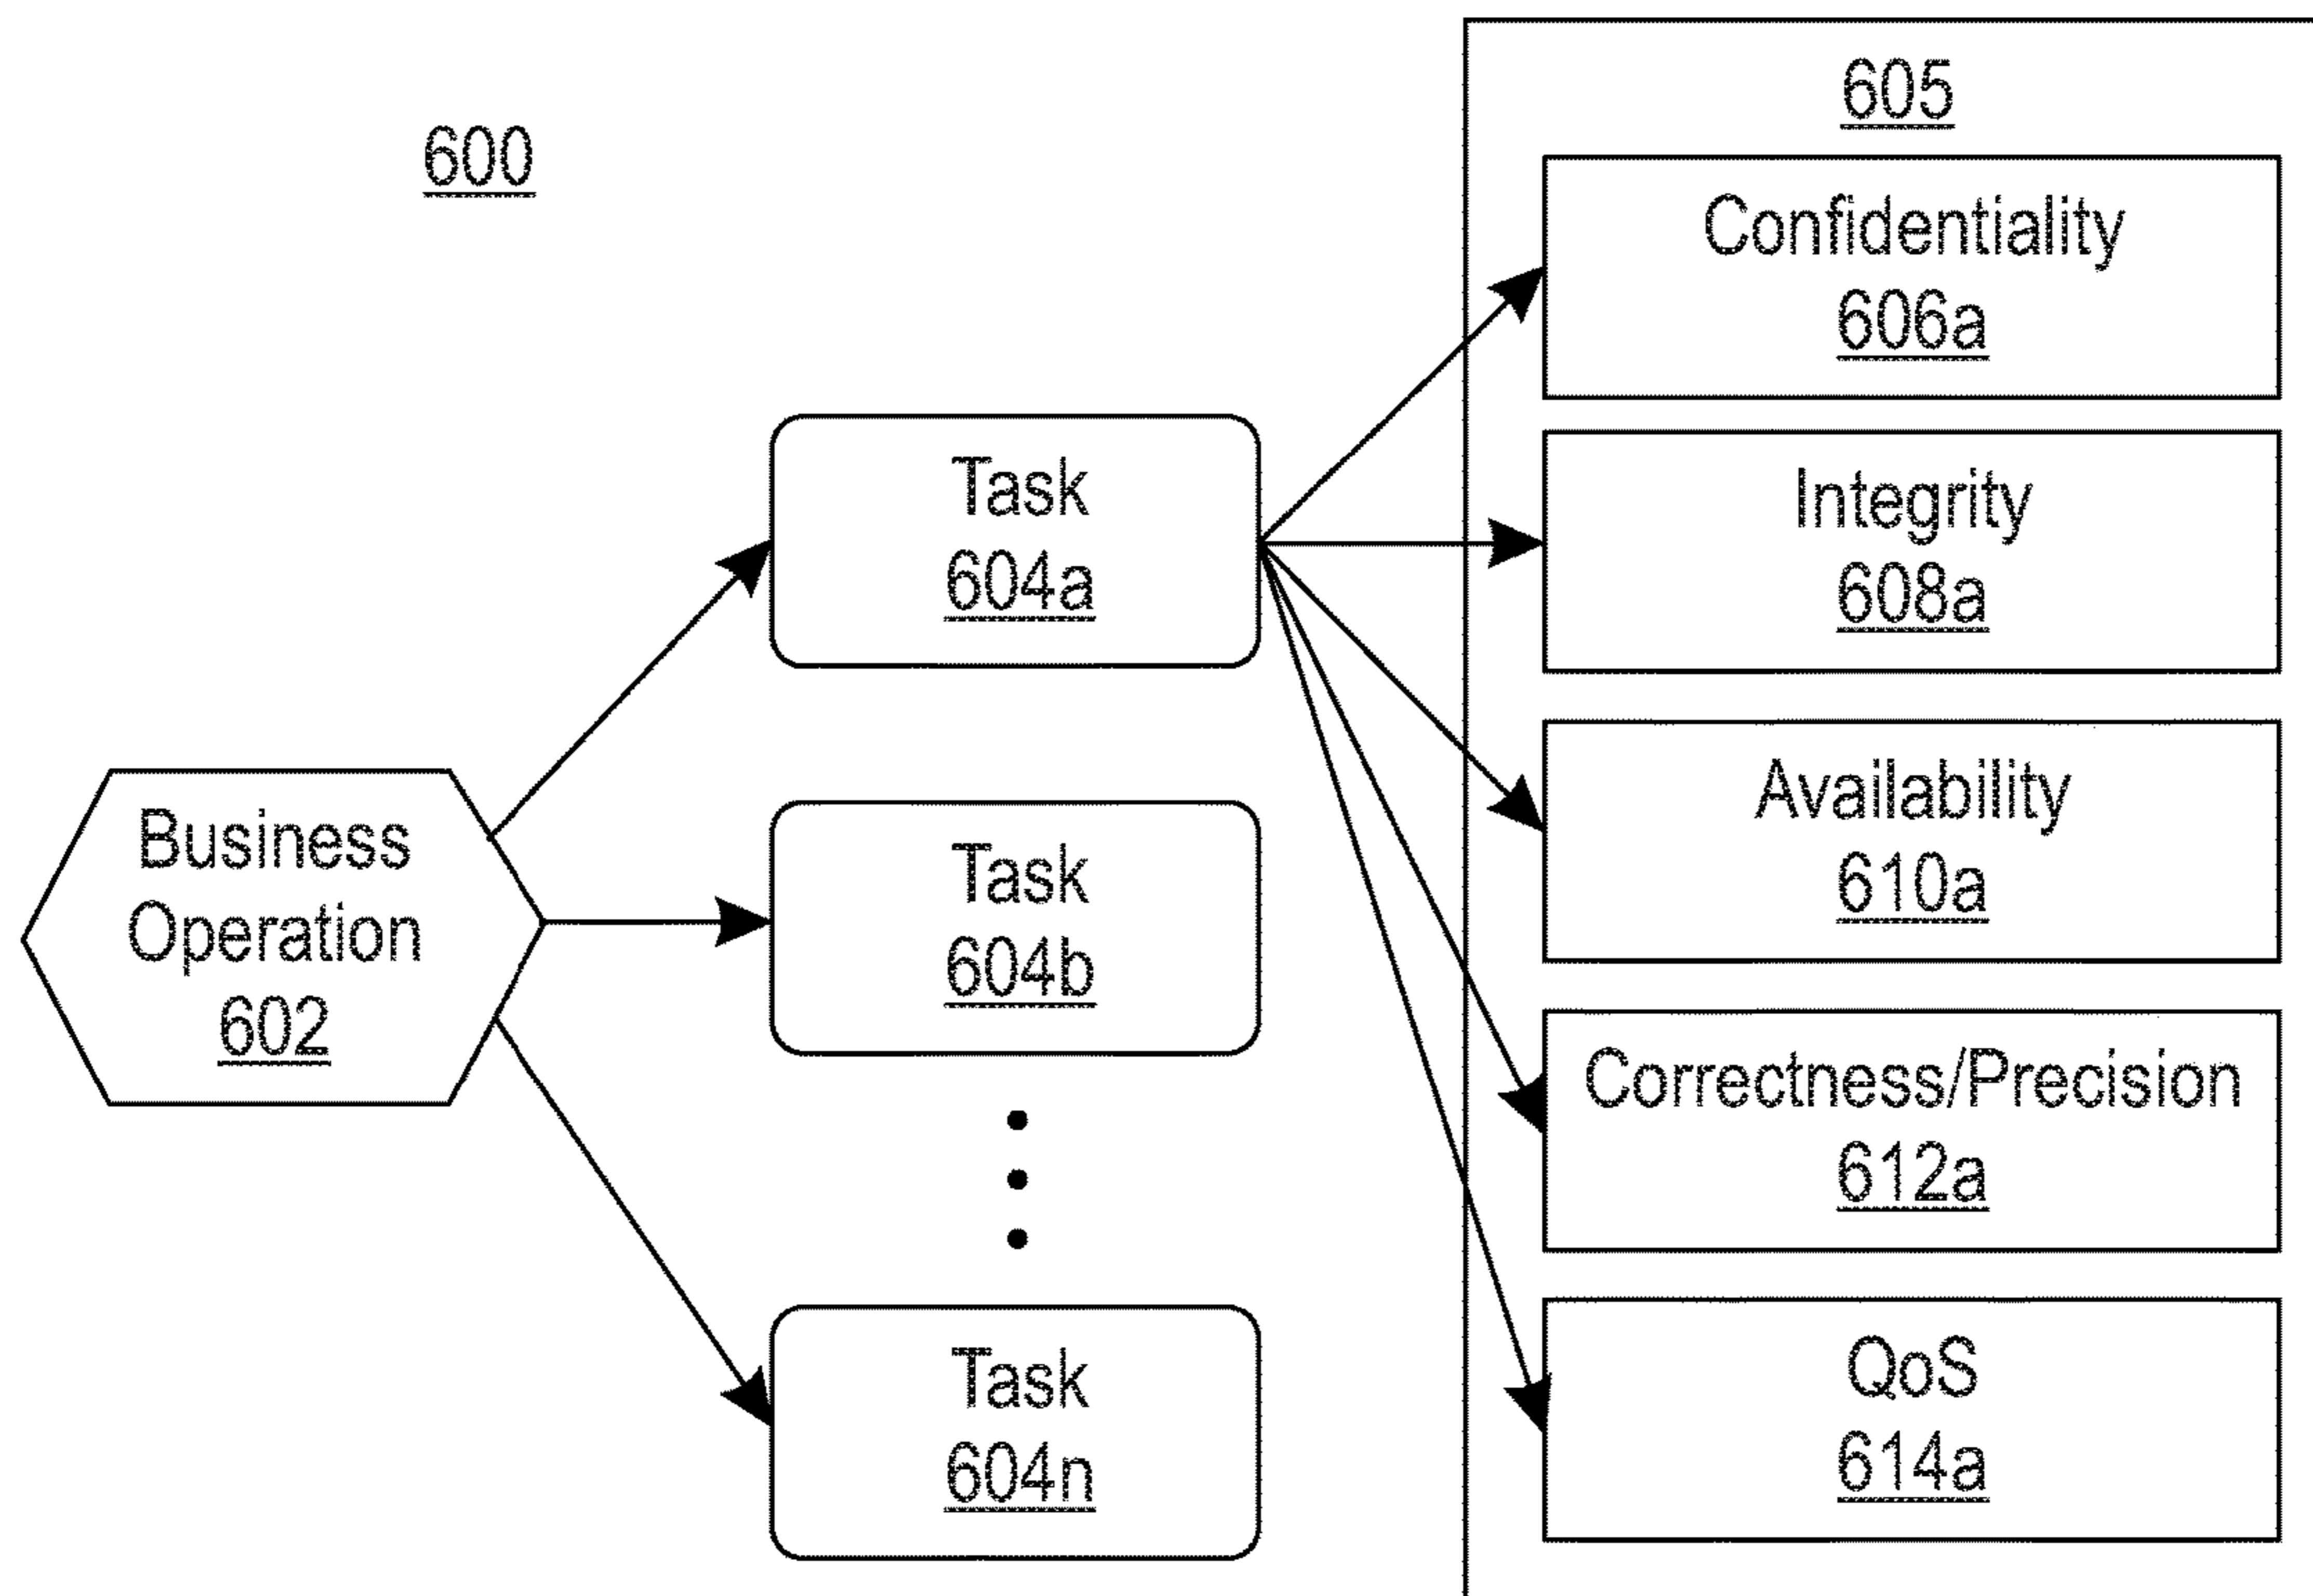 600
Business
Operation
602
Task
604a
Task
604b
Task
604n
605
Confidentiality
606a
Integrity
608a
Availability
610a
Correctness/Precision
612a
QoS
614a